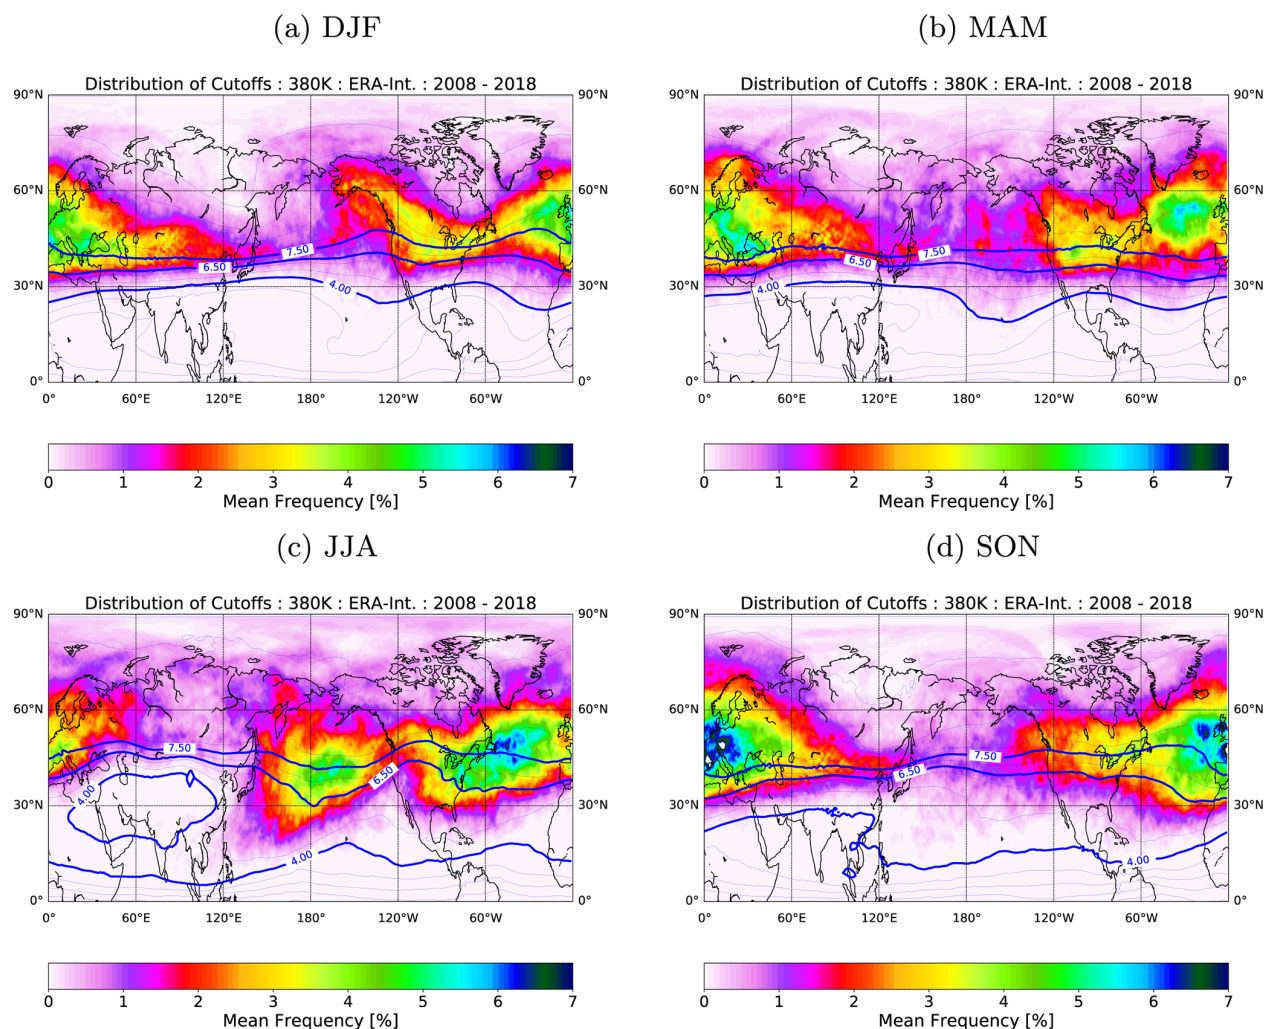 (a) DJF
Distribution of Cutoffs : 380K : ERA-Int. : 2008 - 2018
90°N 90°N
60°N
7.50
6.50
4.00
30°N 30°N
0° 0°
0° 60°E 120°E 180° 120°W 60°W
0 1 2 3 4 5 6 7
Mean Frequency [%]
(b) MAM
Distribution of Cutoffs : 380K : ERA-Int. : 2008 - 2018
90°N 90°N
60°N 60°N
7.50
6.50
4.00
30°N 30°N
0° 0°
0° 60°E 120°E 180° 120°W 60°W
0 1 2 3 4 5 6 7
Mean Frequency [%]
(c) JJA
Distribution of Cutoffs : 380K : ERA-Int. : 2008 - 2018
90°N 90°N
60°N 60°N
7.50
6.50
4.00
30°N 30°N
4.00
0° 0°
0° 60°E 120°E 180° 120°W 60°W
0 1 2 3 4 5 6 7
Mean Frequency [%]
(d) SON
Distribution of Cutoffs : 380K : ERA-Int. : 2008 - 2018
90°N 90°N
60°N 60°N
7.50
6.50
30°N 30°N
4.00
0° 0°
0° 60°E 120°E 180° 120°W 60°W
0 1 2 3 4 5 6 7
Mean Frequency [%]